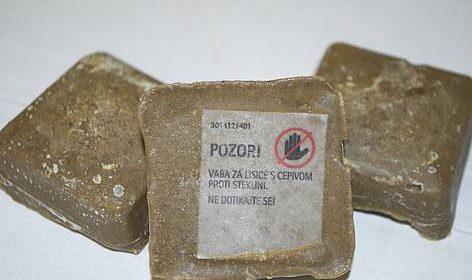 3011121401
POZOR!
VABA ZA LISICE S CEPIVOM
PROTI STEKLINI.
NE DOTIKAJTE SE!